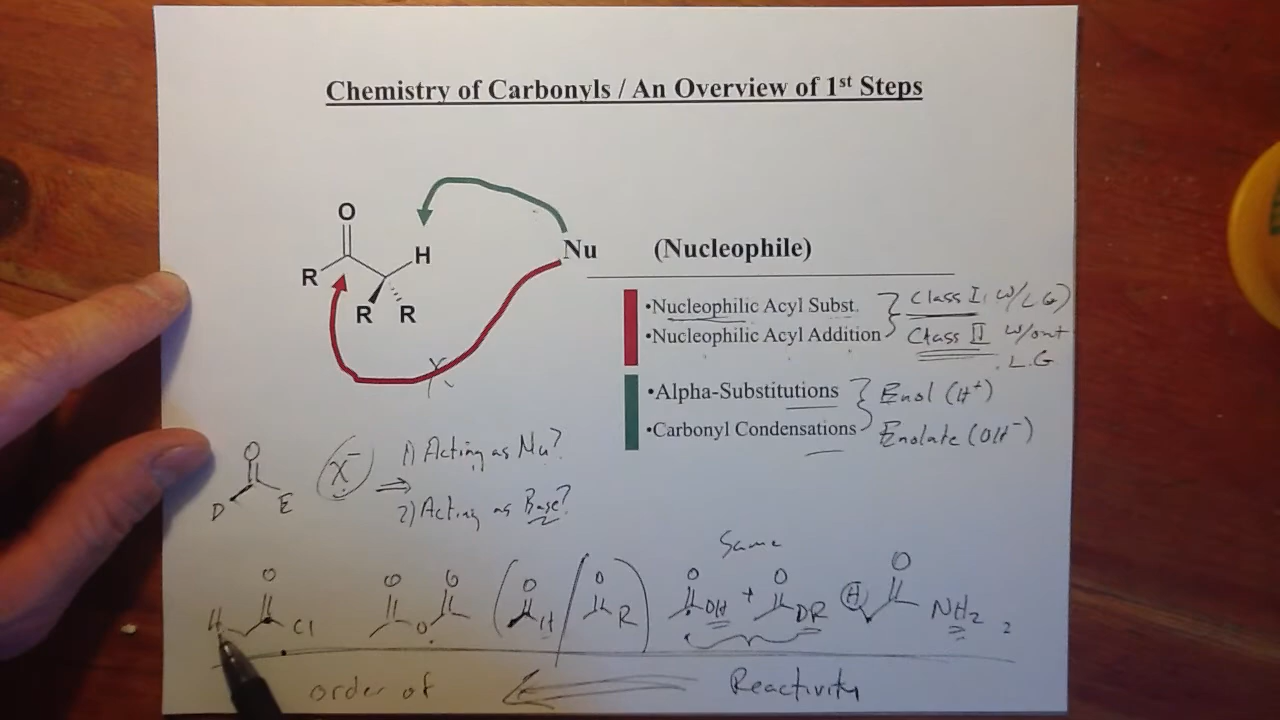 Chemistry of Carbonyls / An Overview of 1st Steps
O
H
R
R R
Nu (Nucleophile)
•Nucleophilic Acyl Subst. Class I w/L G)
•Nucleophilic Acyl Addition Class II w/out
L.G
•Alpha-Substitutions Enol (H+)
•Carbonyl Condensations Enolate (OH-)
D E
X-
1) Acting as Nu?
2) Acting as Base?
Same
H O Cl
O O O
O H / O R
O OH + O OR
H O NH2
order of Reactivity